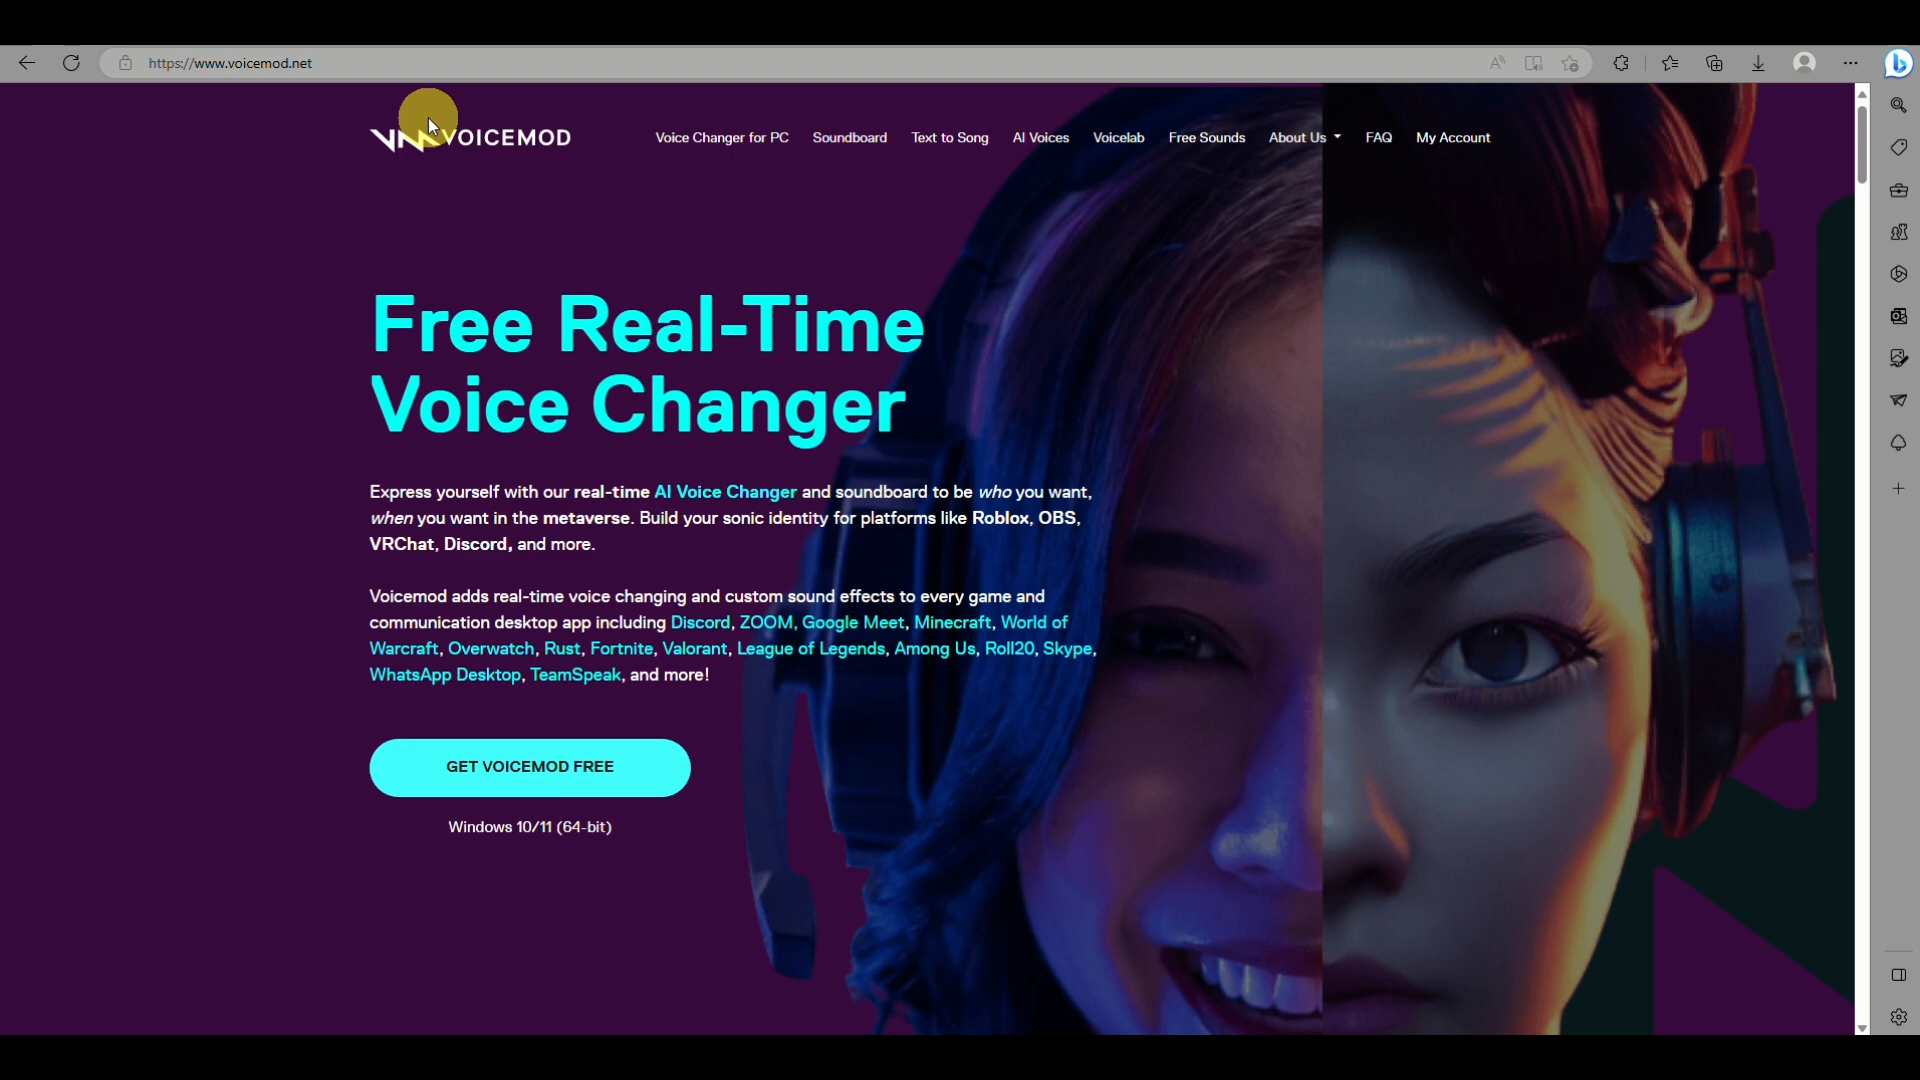 https://www.voicemod.net
VOICEMOD
Voice Changer for PC
Soundboard
Text to Song
AI Voices
Voicelab
Free Sounds
About Us
FAQ
My Account
Free Real-Time
Voice Changer
Express yourself with our real-time AI Voice Changer and soundboard to be who you want,
when you want in the metaverse. Build your sonic identity for platforms like Roblox, OBS,
VRChat, Discord, and more.
Voicemod adds real-time voice changing and custom sound effects to every game and
communication desktop app including Discord, ZOOM, Google Meet, Minecraft, World of
Warcraft, Overwatch, Rust, Fortnite, Valorant, League of Legends, Among Us, Roll20, Skype,
WhatsApp Desktop, TeamSpeak, and more!
GET VOICEMOD FREE
Windows 10/11 (64-bit)